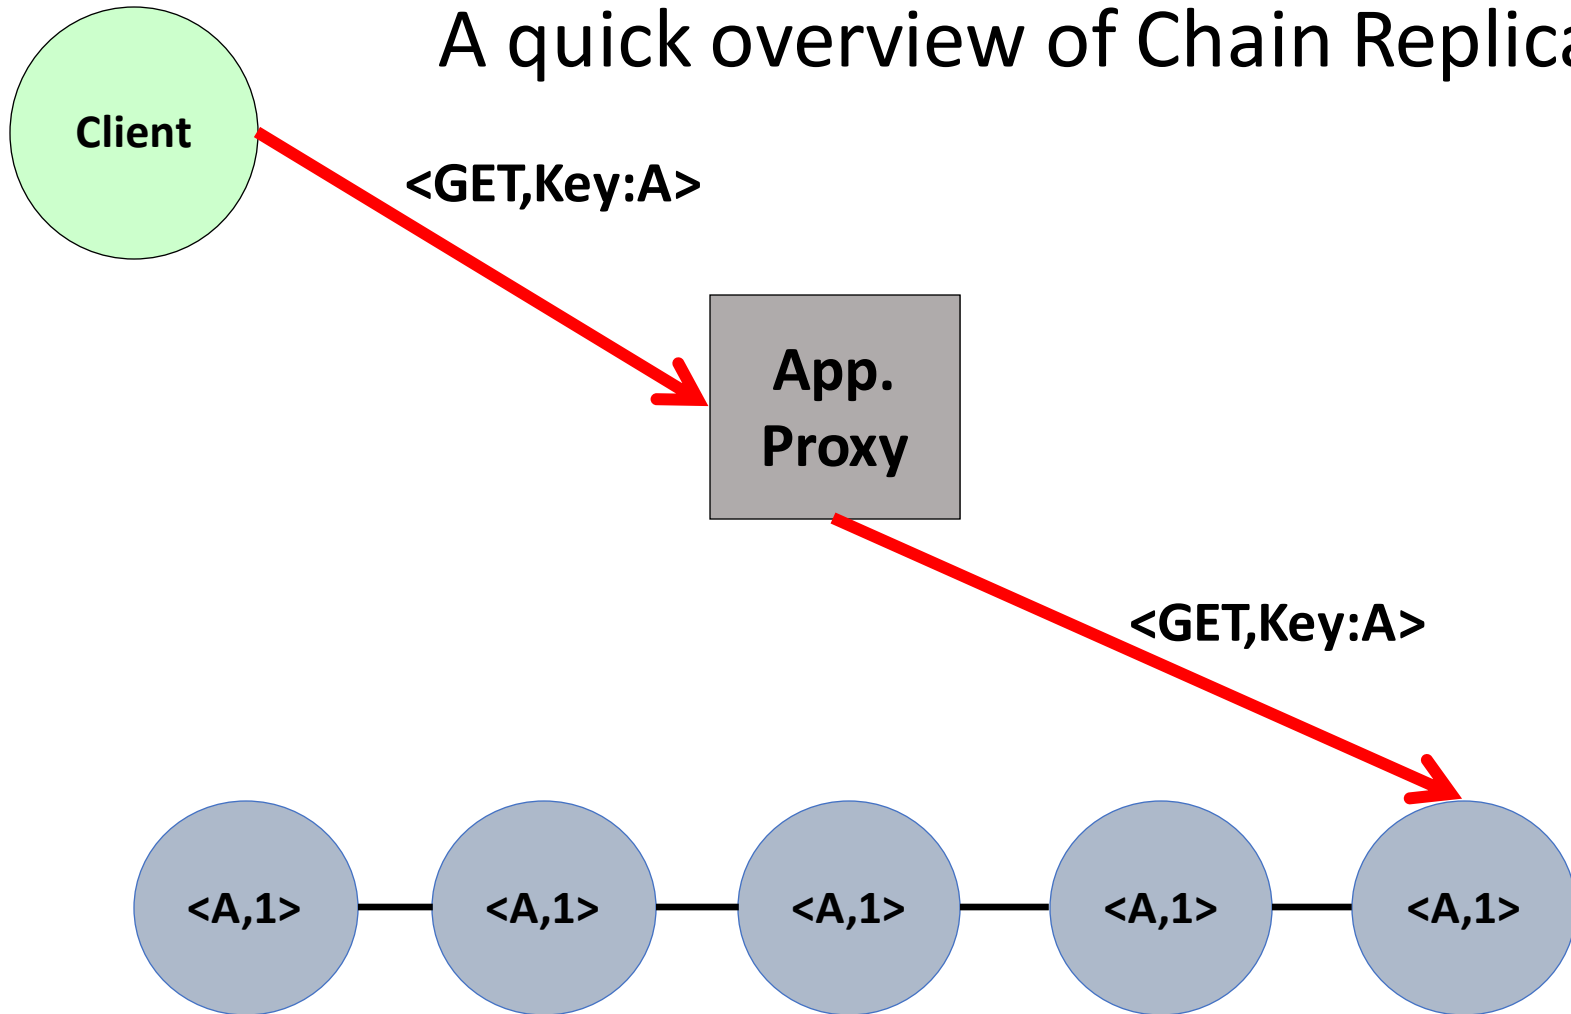 A quick overview of Chain Replica
Client
<GET,Key:A>
App.
Proxy
<GET,Key:A>
<A,1> <A,1> <A,1> <A,1> <A,1>